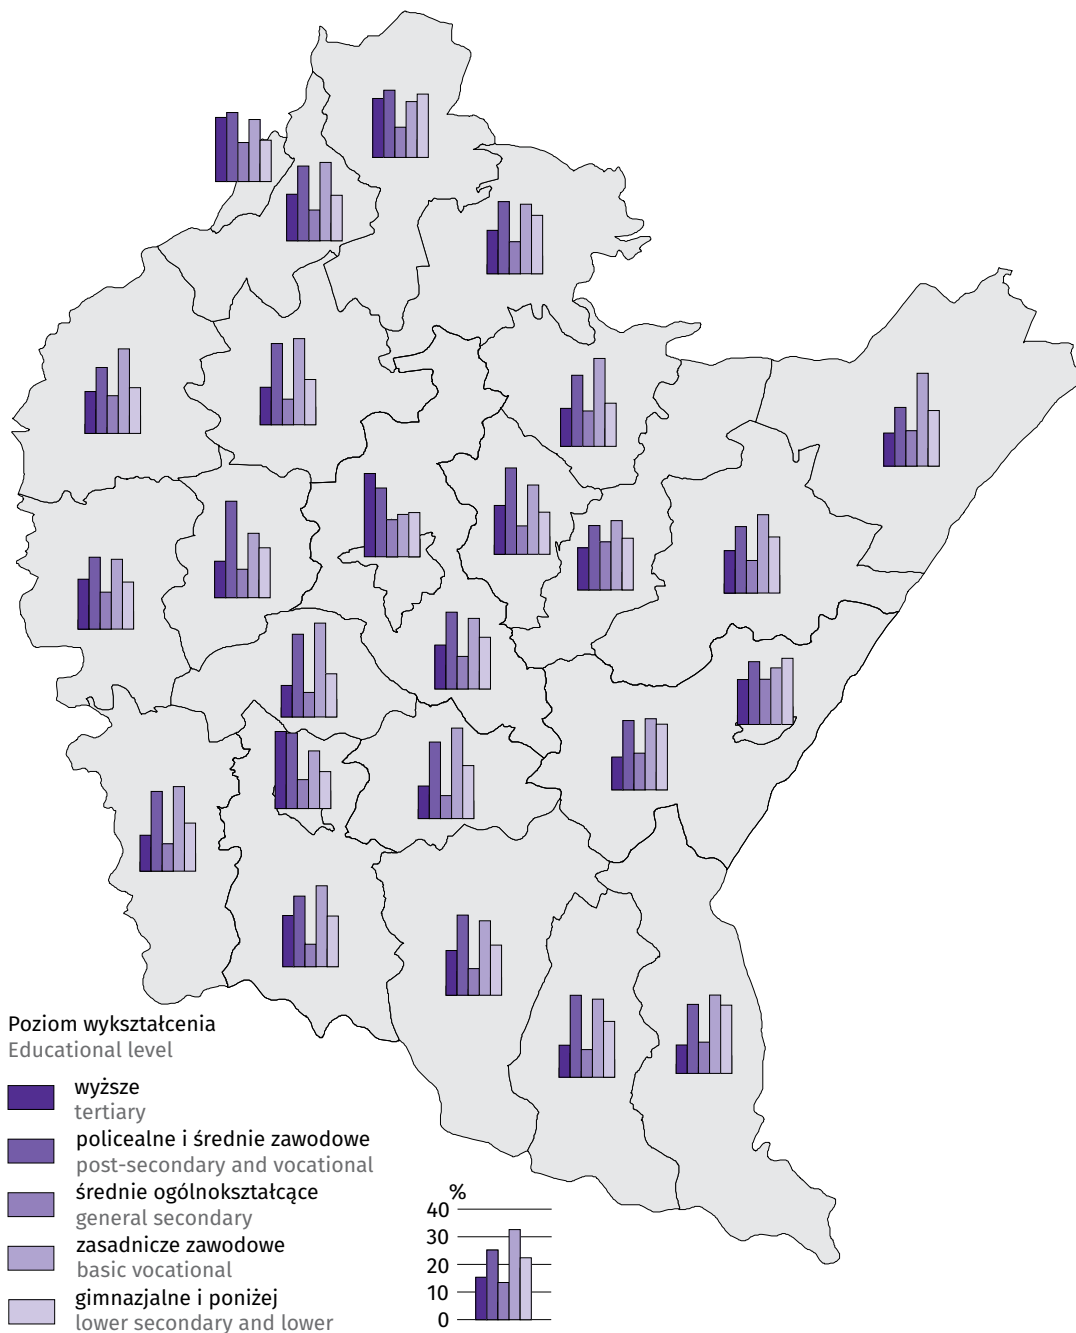 Poziom wykształcenia
Educational level
wyższe
tertiary
policealne i średnie zawodowe
post-secondary and vocational
średnie ogólnokształcące
general secondary
zasadnicze zawodowe
basic vocational
gimnazjalne i poniżej
lower secondary and lower
%
40
30
20
10
0